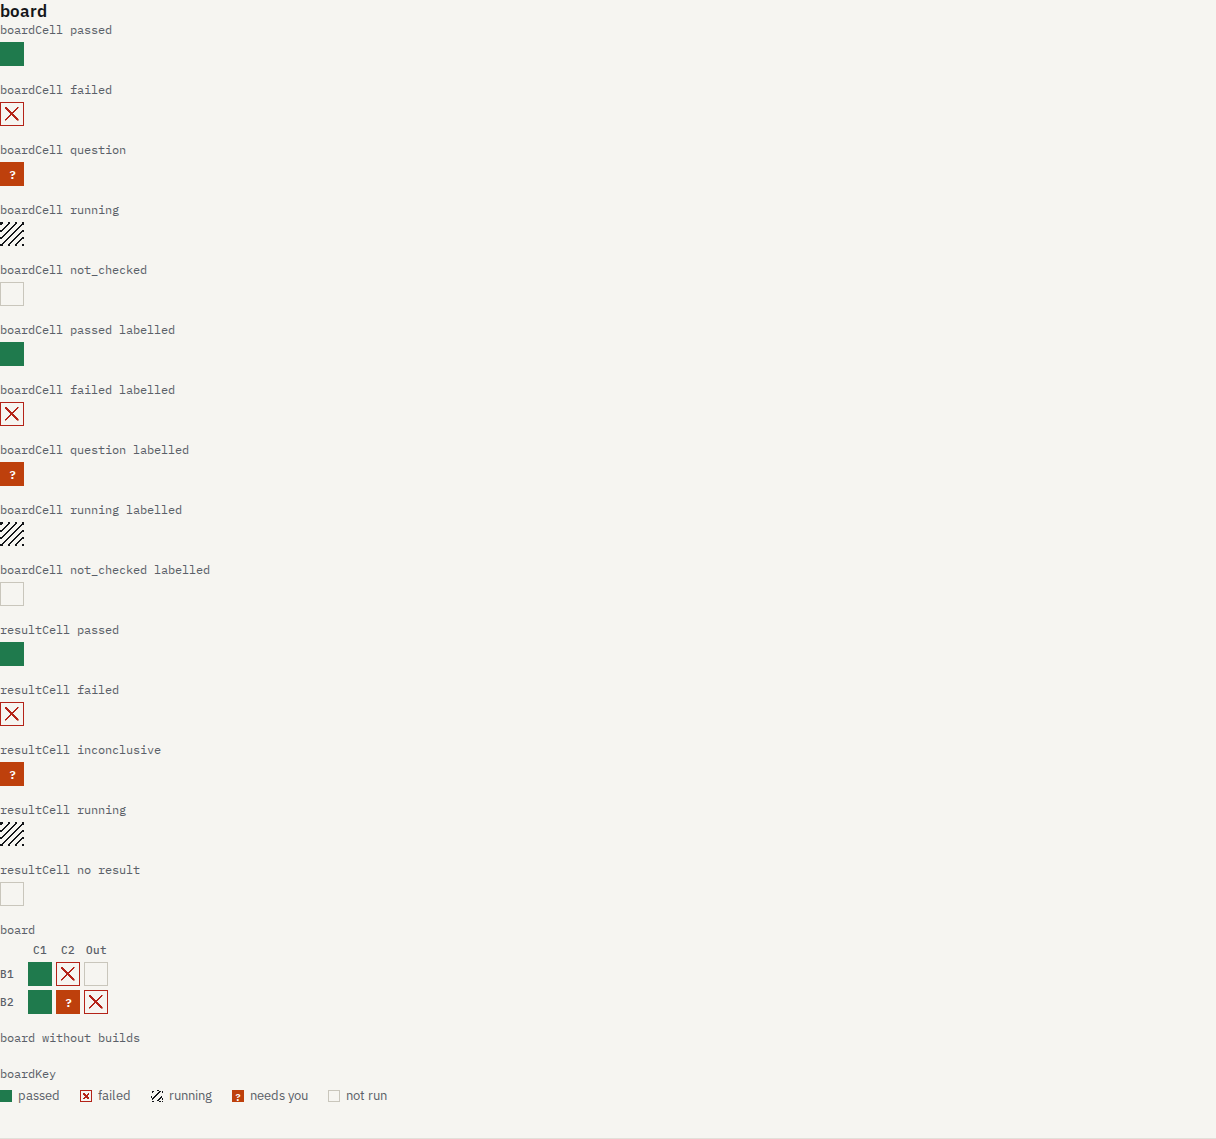 board
boardCell passed
boardCell failed
boardCell question
?
boardCell running
boardCell not_checked
boardCell passed labelled
boardCell failed labelled
boardCell question labelled
?
boardCell running labelled
boardCell not_checked labelled
resultCell passed
resultCell failed
resultCell inconclusive
?
resultCell running
resultCell no result
board
C1 C2 Out
B1
B2 ?
board without builds
boardKey
passed failed running ? needs you not run